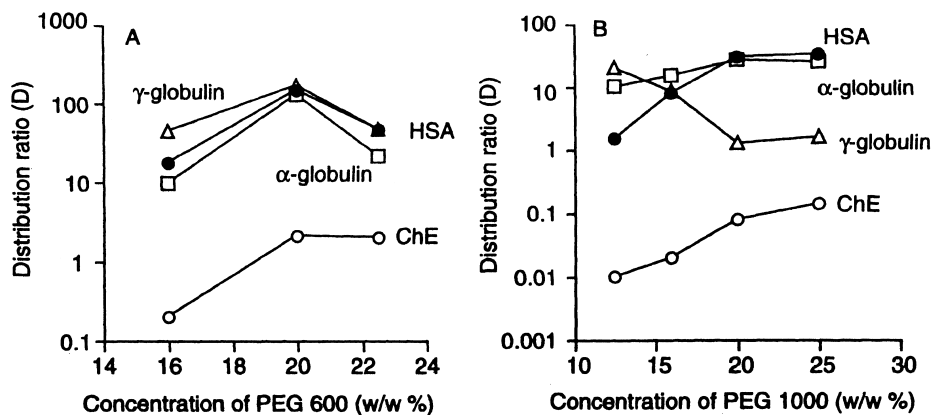 A
1000
100
10
1
0.1
Distribution ratio (D)
γ-globulin
HSA
α-globulin
ChE
14 16 18 20 22 24
Concentration of PEG 600 (w/w %)
B
100
10
1
0.1
0.01
0.001
Distribution ratio (D)
HSA
α-globulin
γ-globulin
ChE
10 15 20 25 30
Concentration of PEG 1000 (w/w %)